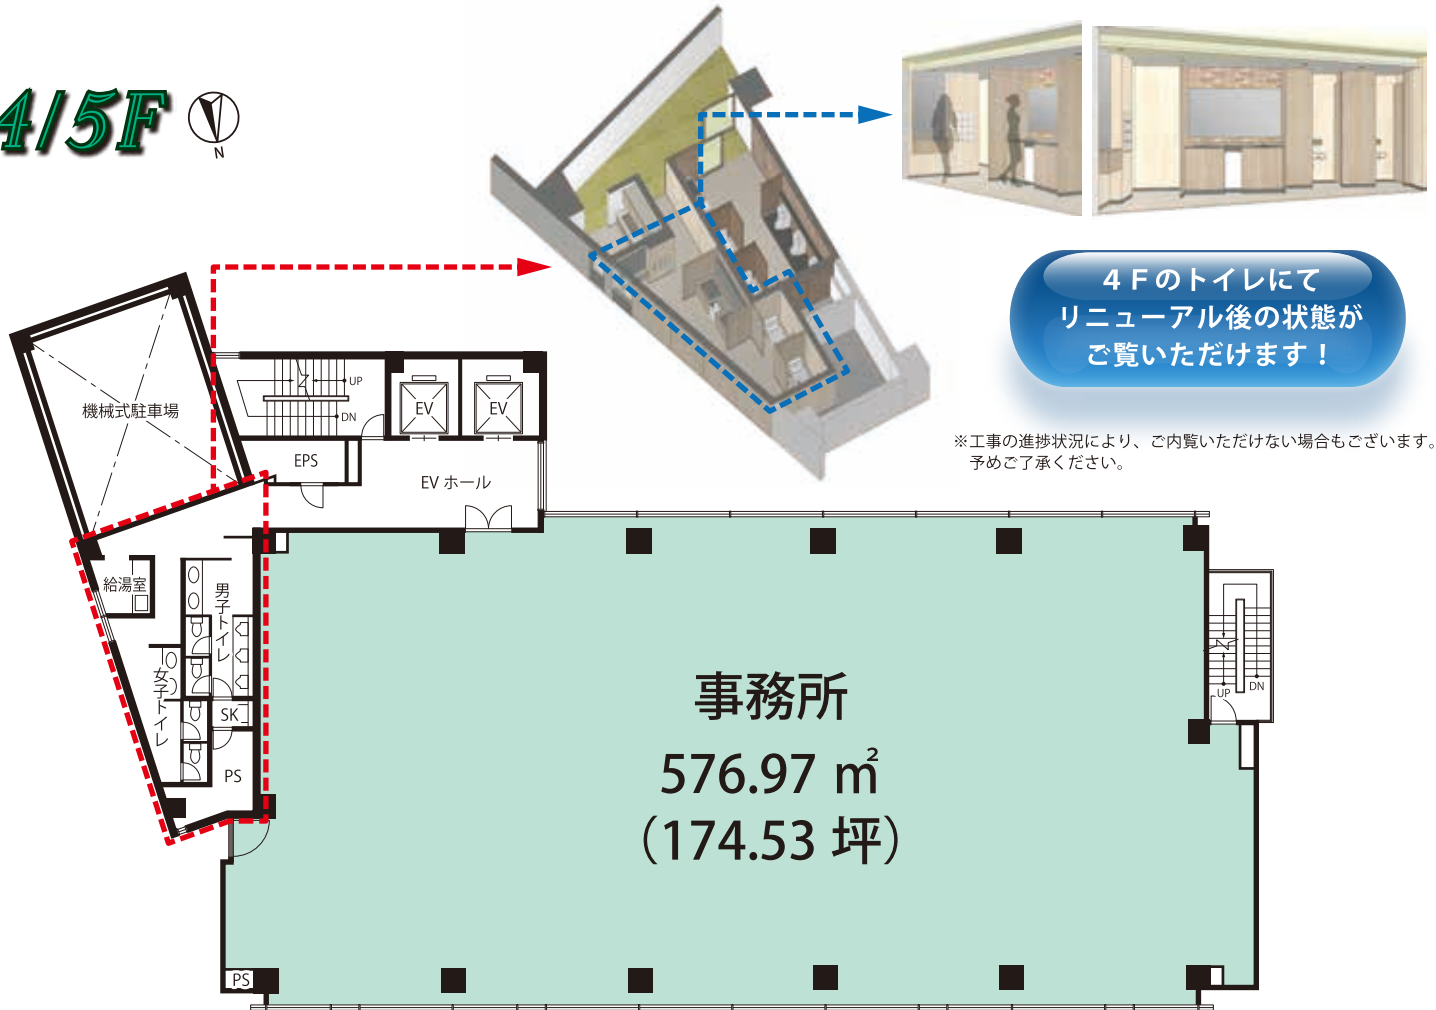 4/5F
N
4Fのトイレにて
リニューアル後の状態が
ご覧いただけます！
※工事の進捗状況により、ご内覧いただけない場合もございます。
予めご了承ください。
機械式駐車場
UP
DN
EV
EV
EPS
EVホール
給湯室
男子トイレ
女子トイレ
SK
PS
事務所
576.97 ㎡
（174.53 坪）
UP
DN
PS